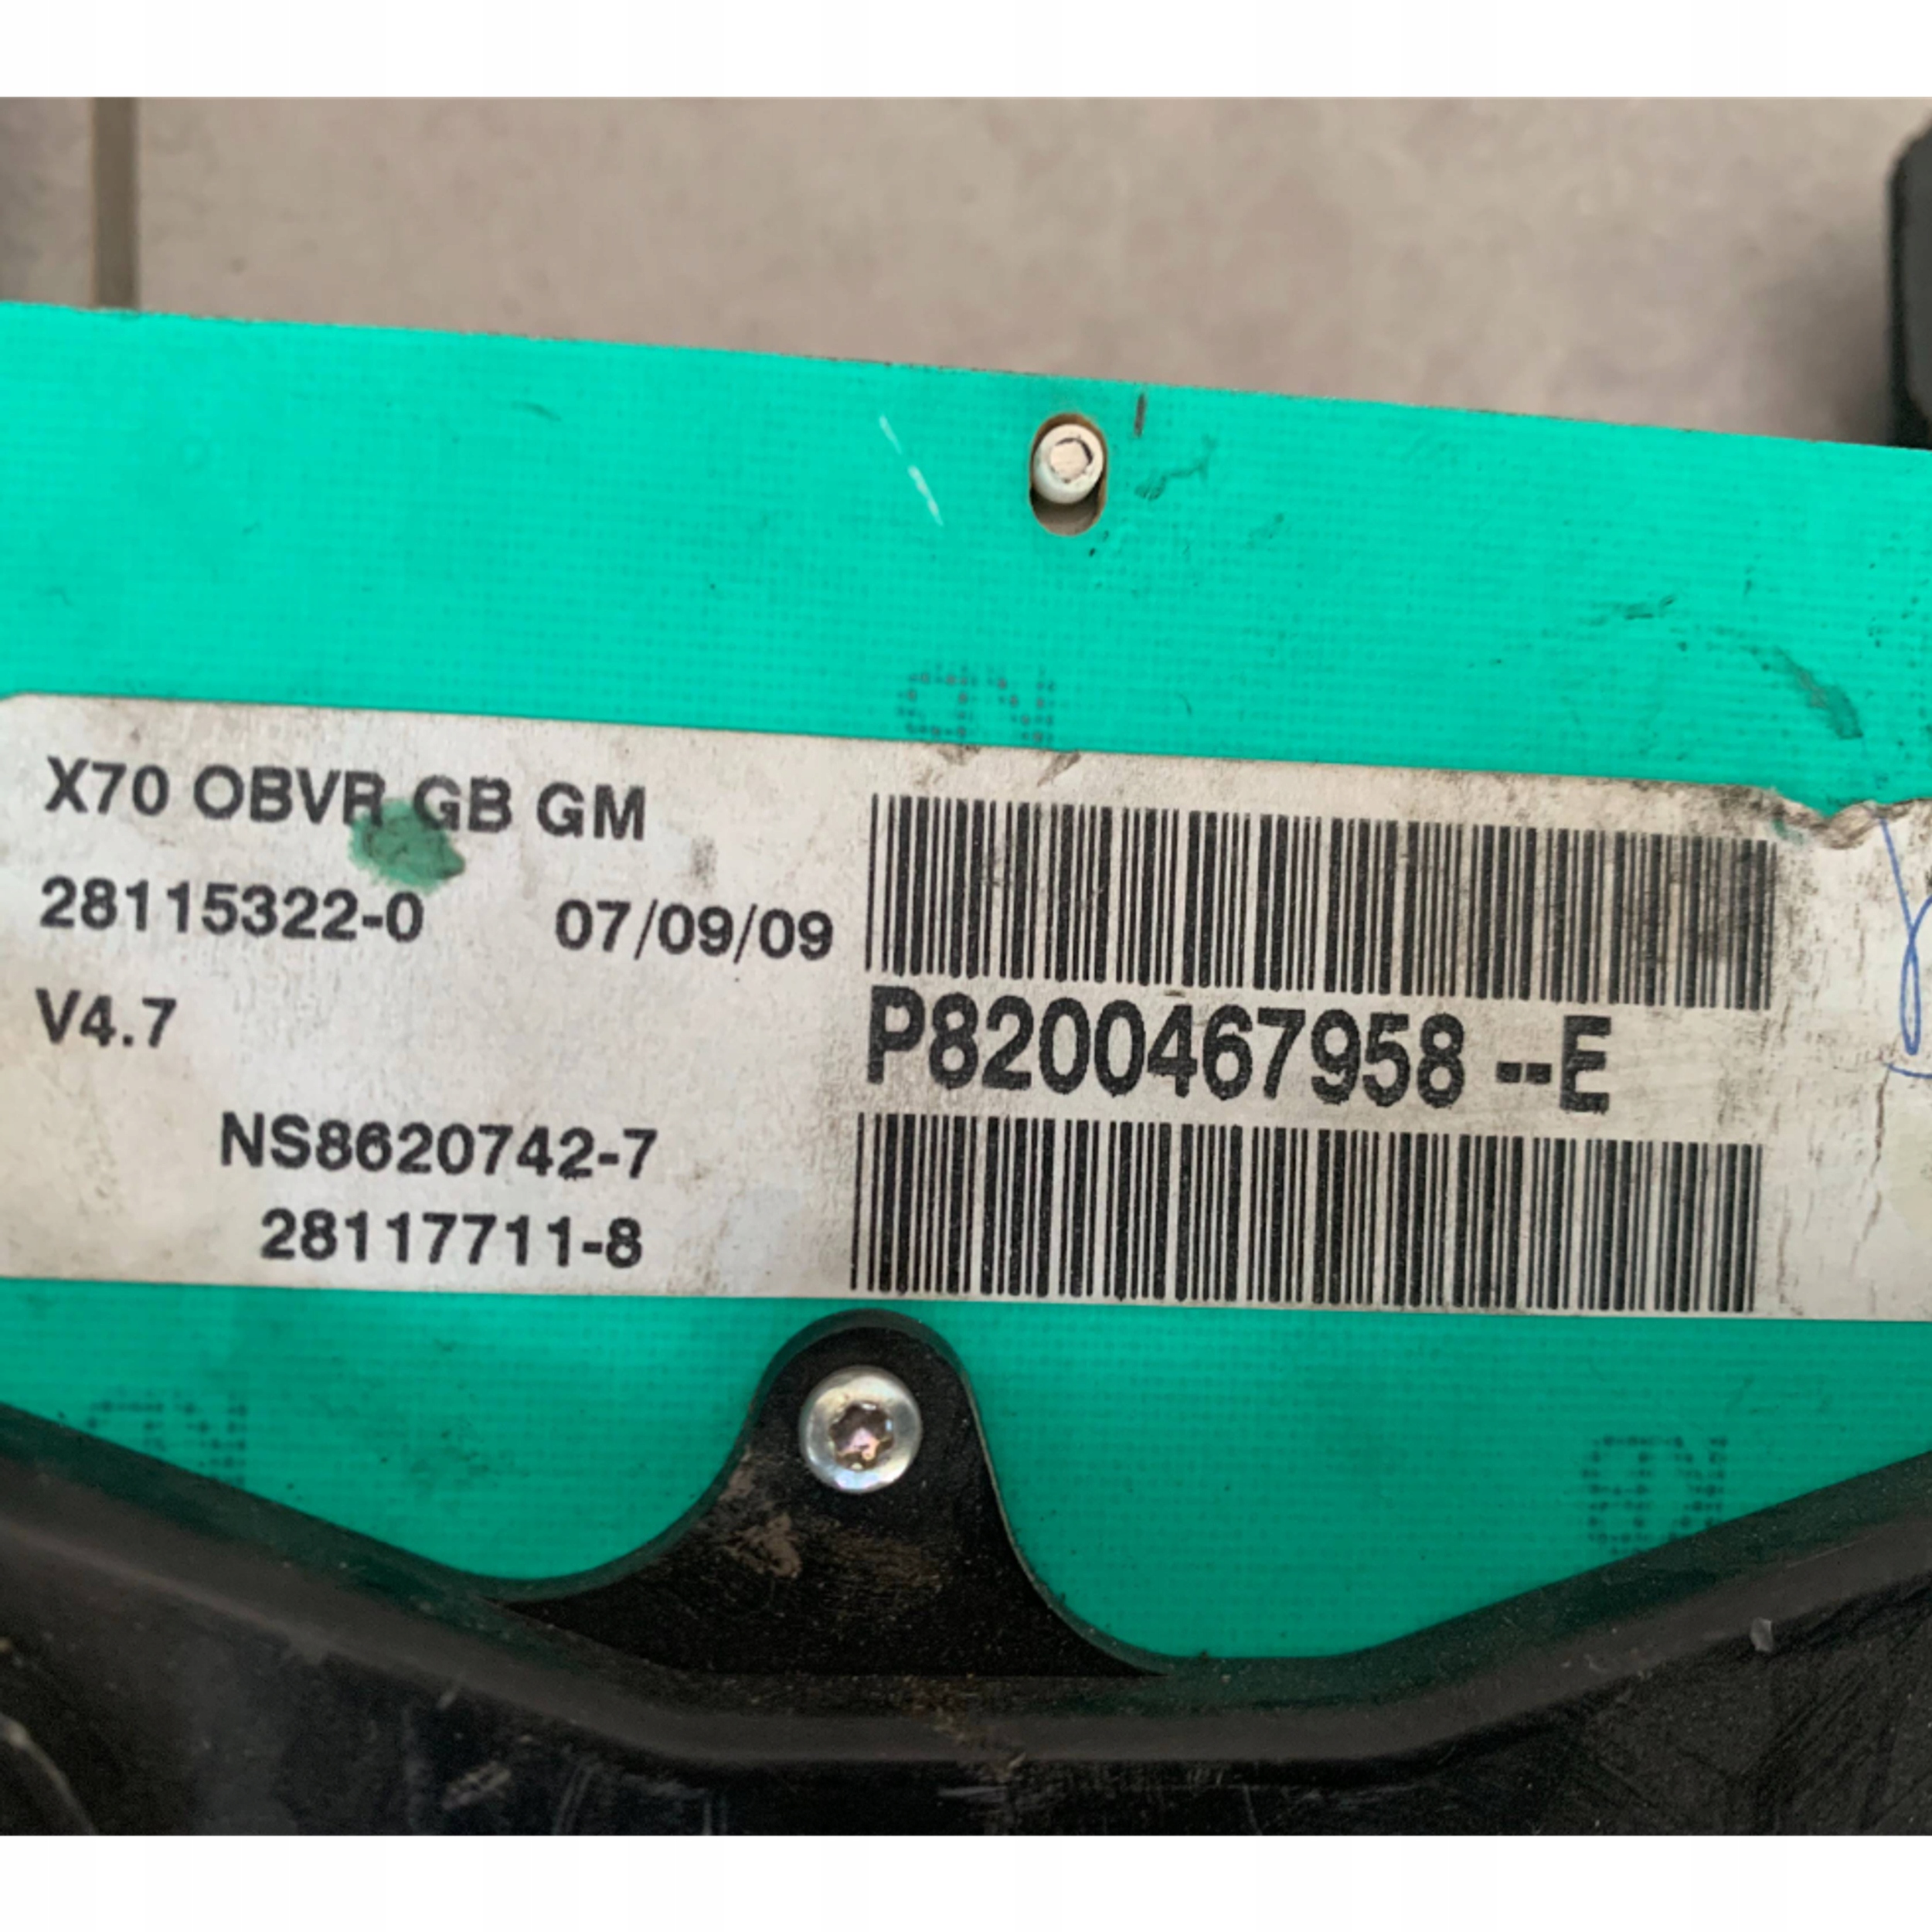 X70 OBVR GB GM
28115322-0 07/09/09
V4.7
P8200467958 --E
NS8620742-7
28117711-8